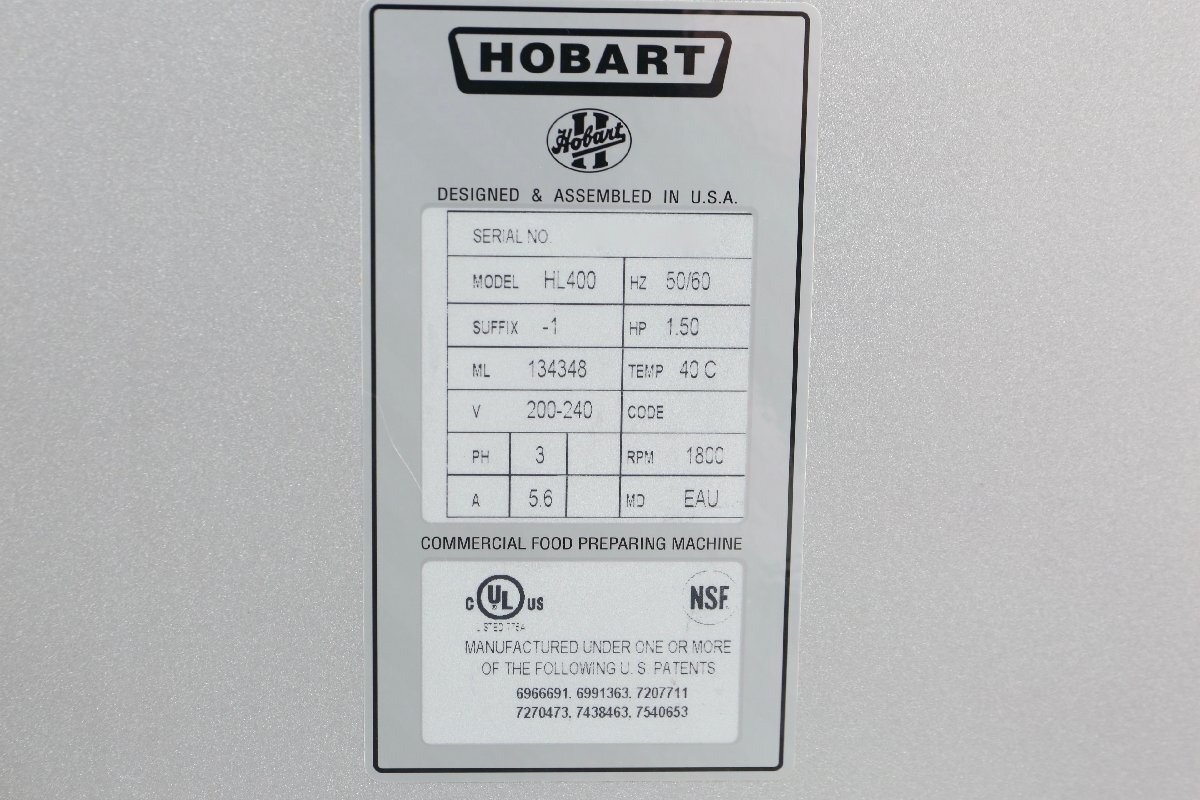 HOBART
Hobart
DESIGNED & ASSEMBLED IN U.S.A.
SERIAL NO.
MODEL HL400 HZ 50/60
SUFFIX -1 HP 1.50
ML 134348 TEMP 40 C
V 200-240 CODE
PH 3 RPM 1800
A 5.6 MD EAU
COMMERCIAL FOOD PREPARING MACHINE
C UL US NSF
LISTED 778A
MANUFACTURED UNDER ONE OR MORE
OF THE FOLLOWING U. S. PATENTS
6966691, 6991363, 7207711
7270473, 7438463, 7540653